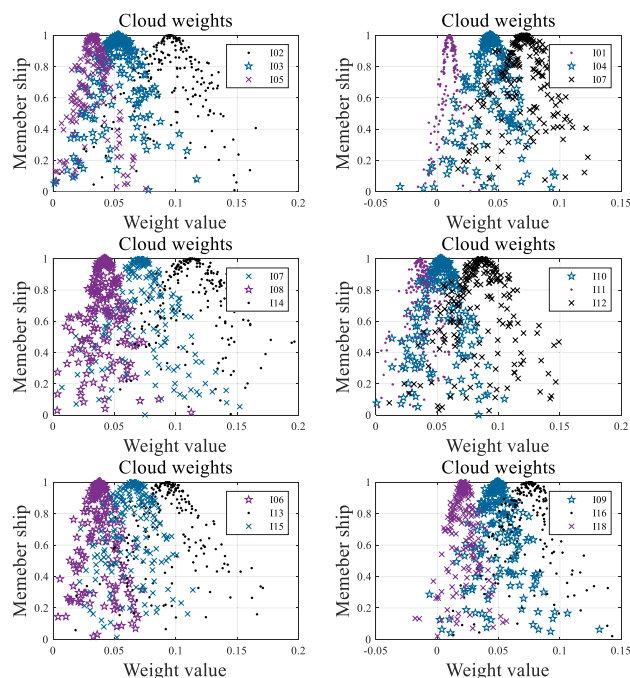 Cloud weights
Cloud weights
Memeber ship
1
0.8
0.6
0.4
0.2
0
I02
I03
I05
0
0.05
0.1
0.15
0.2
Weight value
Memeber ship
1
0.8
0.6
0.4
0.2
0
I01
I04
I07
-0.05
0
0.05
0.1
0.15
Weight value
Cloud weights
Cloud weights
Memeber ship
1
0.8
0.6
0.4
0.2
0
I07
I08
I14
0
0.05
0.1
0.15
0.2
Weight value
Memeber ship
1
0.8
0.6
0.4
0.2
0
I10
I11
I12
0
0.05
0.1
0.15
0.2
Weight value
Cloud weights
Cloud weights
Memeber ship
1
0.8
0.6
0.4
0.2
0
I06
I13
I15
0
0.05
0.1
0.15
0.2
Weight value
Memeber ship
1
0.8
0.6
0.4
0.2
0
I09
I16
I18
-0.05
0
0.05
0.1
0.15
Weight value